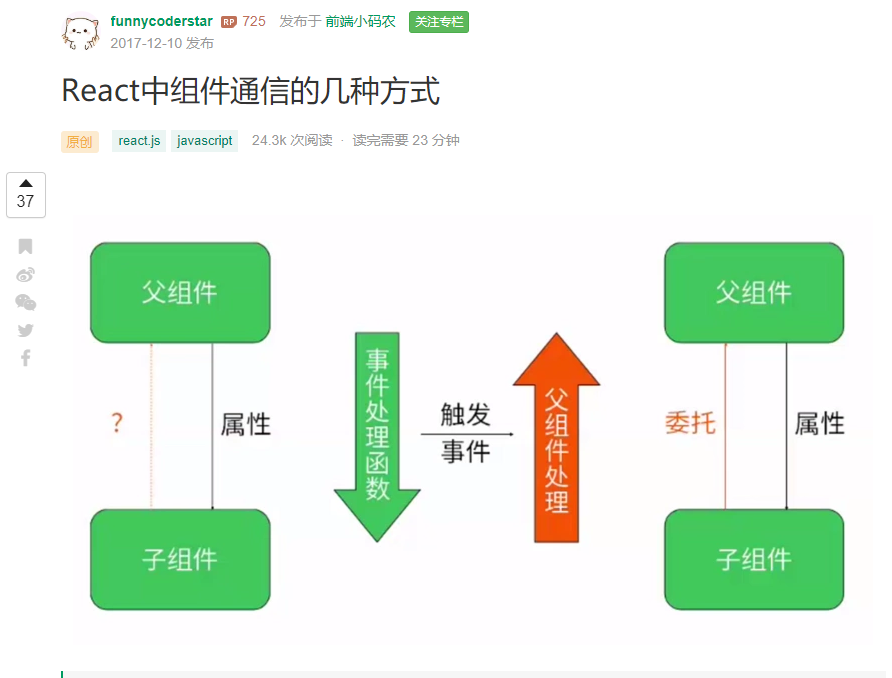 funnycoderstar RP 725 发布于 前端小码农 关注专栏
2017-12-10 发布
React中组件通信的几种方式
原创 react.js javascript 24.3k 次阅读 · 读完需要 23 分钟
37
父组件
?
属性
子组件
事件处理函数
触发
事件
父组件处理
父组件
委托
属性
子组件